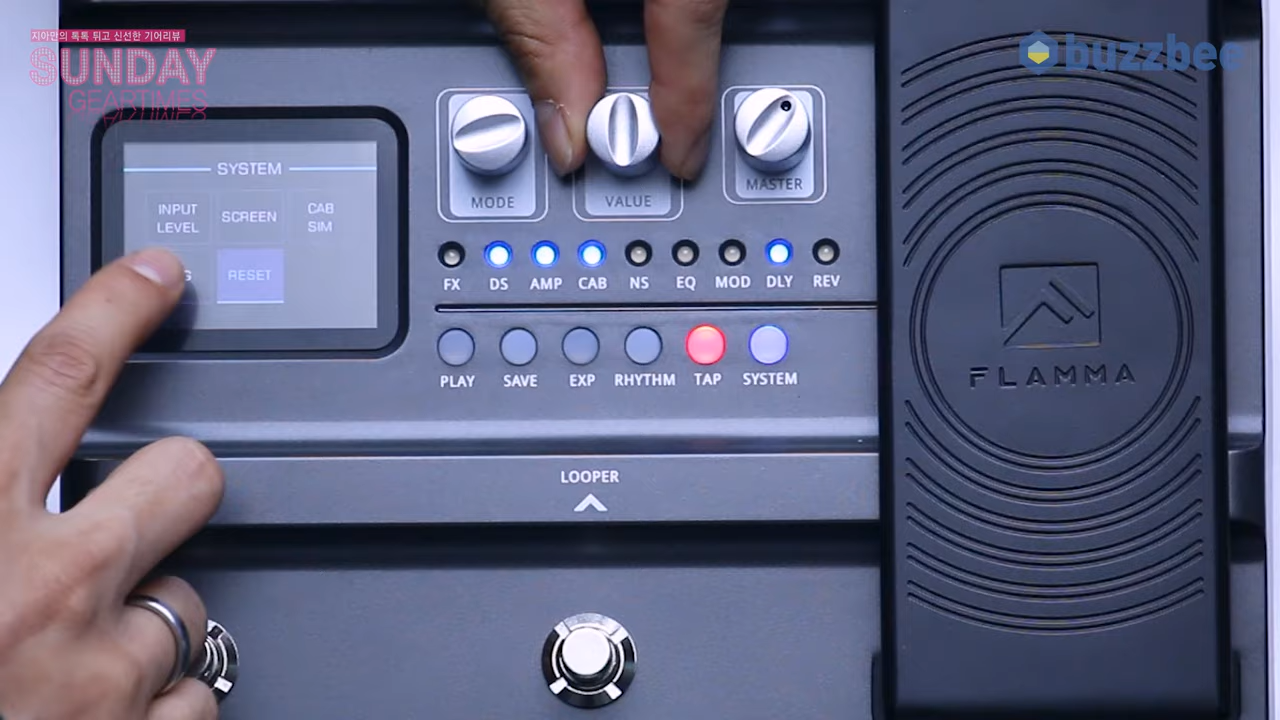 지아만의 톡톡 튀고 신선한 기어리뷰
SUNDAY
GEARTIMES
buzzbee
SYSTEM
INPUT
LEVEL
SCREEN
CAB
SIM
RESET
MODE
VALUE
MASTER
FX
DS
AMP
CAB
NS
EQ
MOD
DLY
REV
PLAY
SAVE
EXP
RHYTHM
TAP
SYSTEM
LOOPER
FLAMMA